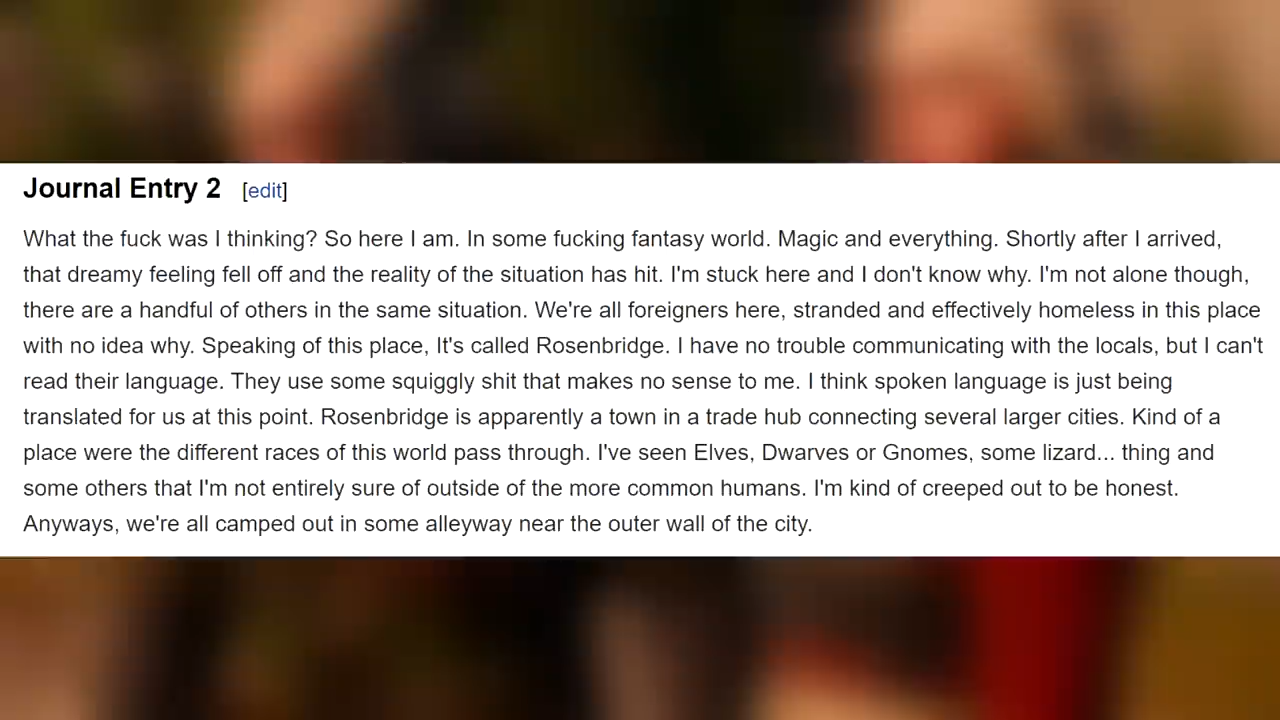 Journal Entry 2 [edit]
What the fuck was I thinking? So here I am. In some fucking fantasy world. Magic and everything. Shortly after I arrived,
that dreamy feeling fell off and the reality of the situation has hit. I'm stuck here and I don't know why. I'm not alone though,
there are a handful of others in the same situation. We're all foreigners here, stranded and effectively homeless in this place
with no idea why. Speaking of this place, It's called Rosenbridge. I have no trouble communicating with the locals, but I can't
read their language. They use some squiggly shit that makes no sense to me. I think spoken language is just being
translated for us at this point. Rosenbridge is apparently a town in a trade hub connecting several larger cities. Kind of a
place were the different races of this world pass through. I've seen Elves, Dwarves or Gnomes, some lizard... thing and
some others that I'm not entirely sure of outside of the more common humans. I'm kind of creeped out to be honest.
Anyways, we're all camped out in some alleyway near the outer wall of the city.